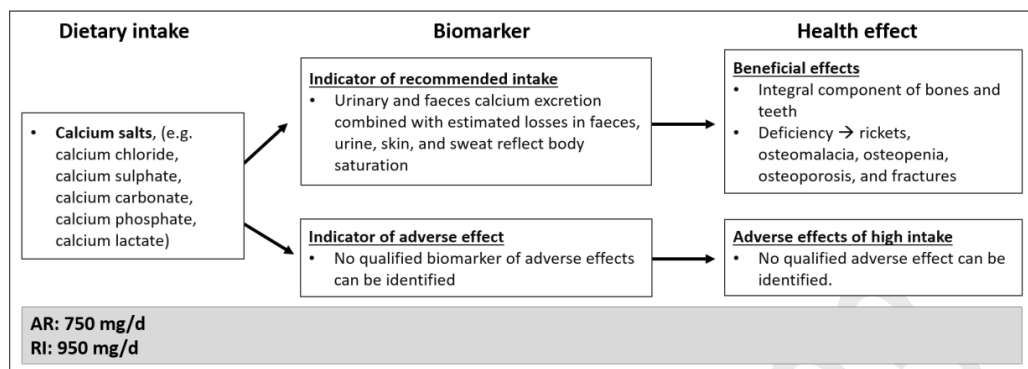 Dietary intake
Biomarker
Health effect
• Calcium salts, (e.g.
calcium chloride,
calcium sulphate,
calcium carbonate,
calcium phosphate,
calcium lactate)
Indicator of recommended intake
• Urinary and faeces calcium excretion
combined with estimated losses in faeces,
urine, skin, and sweat reflect body
saturation
Beneficial effects
• Integral component of bones and
teeth
• Deficiency → rickets,
osteomalacia, osteopenia,
osteoporosis, and fractures
Indicator of adverse effect
• No qualified biomarker of adverse effects
can be identified
Adverse effects of high intake
• No qualified adverse effect can be
identified.
AR: 750 mg/d
RI: 950 mg/d